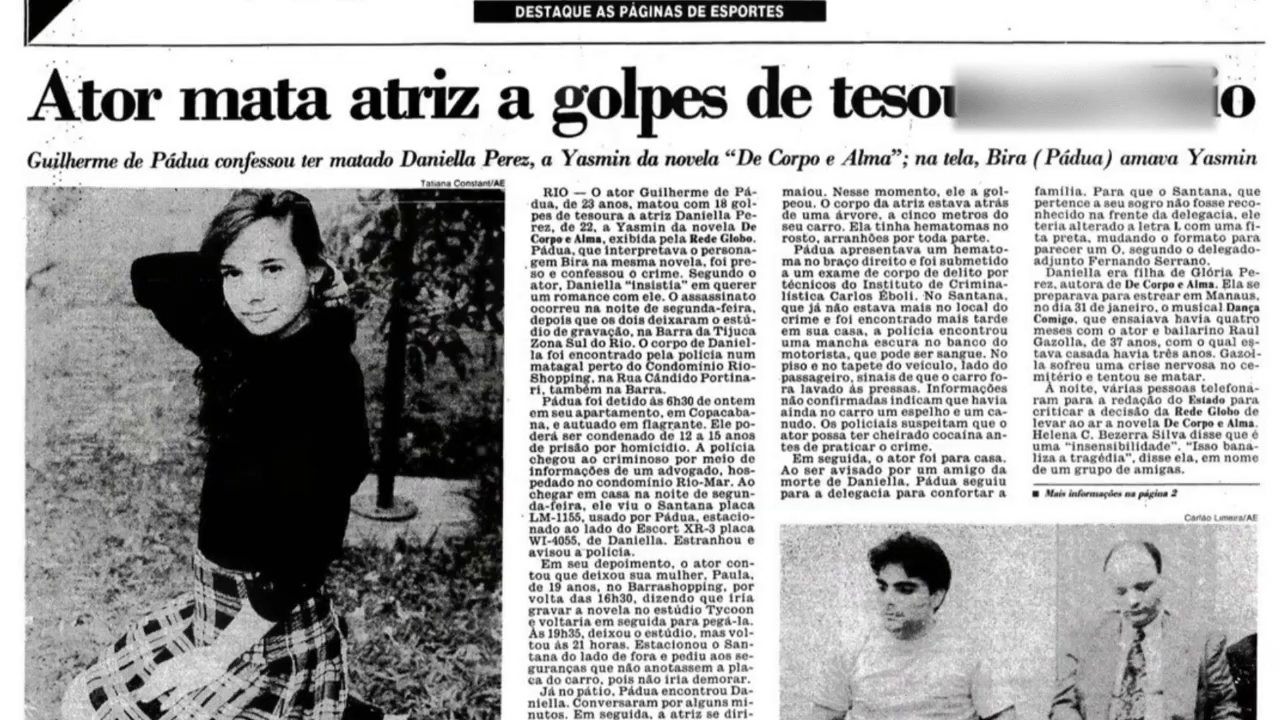 DESTAQUE AS PÁGINAS DE ESPORTES
Ator mata atriz a golpes de
Guilherme de Pádua confessou ter matado Daniella Perez, a Yasmin da novela “De Corpo e Alma”; na tela, Bira (Pádua) amava Yasmin
Tatiana Constant/AE
RIO — O ator Guilherme de Pá-
dua, de 23 anos, matou com 18 gol-
pes de tesoura a atriz Daniella Pe-
rez, de 22, a Yasmin da novela De
Corpo e Alma, exibida pela Rede Globo.
Pádua, que interpretava o persona-
gem Bira na mesma novela, foi pre-
so e confessou o crime. Segundo o
ator, Daniella “insistia” em querer
um romance com ele. O assassinato
ocorreu na noite de segunda-feira,
depois que os dois deixaram o estú-
dio de gravação, na Barra da Tijuca
Zona Sul do Rio. O corpo de Daniel-
la foi encontrado pela polícia num
matagal perto do Condomínio Rio-
Shopping, na Rua Cândido Portina-
ri, também na Barra.
Pádua foi detido às 6h30 de ontem
em seu apartamento, em Copacaba-
na, e autuado em flagrante. Ele po-
derá ser condenado de 12 a 15 anos
de prisão por homicídio. A polícia
chegou ao criminoso por meio de
informações de um advogado, hos-
pedado no condomínio Rio-Mar. Ao
chegar em casa na noite de segun-
da-feira, ele viu o Santana placa
LM-1155, usado por Pádua, estacio-
nado ao lado do Escort XR-3 placa
WI-4055, de Daniella. Estranhou e
avisou a polícia.
Em seu depoimento, o ator con-
tou que deixou sua mulher, Paula,
de 19 anos, no Barrashopping, por
volta das 16h30, dizendo que iria
gravar a novela no estúdio Tycoon
e voltaria em seguida para pegá-la.
Às 19h35, deixou o estúdio, mas vol-
tou às 21 horas. Estacionou o San-
tana do lado de fora e pediu aos se-
guranças que não anotassem a pla-
ca do carro, pois não iria demorar.
Já no pátio, Pádua encontrou Da-
niella. Conversaram por alguns mi-
nutos. Em seguida, a atriz se diri-
maiou. Nesse momento, ele a gol-
peou. O corpo da atriz estava atrás
de uma árvore, a cinco metros do
seu carro. Ela tinha hematomas no
rosto, arranhões por toda parte.
Pádua apresentava um hemato-
ma no braço direito e foi submetido
a um exame de corpo de delito por
técnicos do Instituto de Crimina-
lística Carlos Éboli. No Santana,
que já não estava mais no local do
crime e foi encontrado mais tarde
em sua casa, a polícia encontrou
uma mancha escura no banco do
motorista, que pode ser sangue. No
piso e no tapete do veículo, lado do
passageiro, sinais de que o carro fo-
ra lavado às pressas. Informações
não confirmadas indicam que havia
ainda no carro um espelho e um ca-
nudo. Os policiais suspeitam que o
ator possa ter cheirado cocaína an-
tes de praticar o crime.
Em seguida, o ator foi para casa.
Ao ser avisado por um amigo da
morte de Daniella, Pádua seguiu
para a delegacia para confortar a
família. Para que o Santana, que
pertence a seu sogro não fosse reco-
nhecido na frente da delegacia, ele
teria alterado a letra L com uma fi-
ta preta, mudando o formato para
parecer um O, segundo o delegado-
adjunto Fernando Serrano.
Daniella era filha de Glória Pe-
rez, autora de De Corpo e Alma. Ela se
preparava para estrear em Manaus,
no dia 31 de janeiro, o musical Dança
Comigo, que ensaiava havia quatro
meses com o ator e bailarino Raul
Gazolla, de 37 anos, com o qual es-
tava casada havia três anos. Gazol-
la sofreu uma crise nervosa no ce-
mitério e tentou se matar.
À noite, várias pessoas telefona-
ram para a redação do Estado para
criticar a decisão da Rede Globo de
levar ao ar a novela De Corpo e Alma.
Helena C. Bezerra Silva disse que é
uma “insensibilidade”. “Isso bana-
liza a tragédia”, disse ela, em nome
de um grupo de amigas.
■ Mais informações na página 2
Carlão Limeira/AE